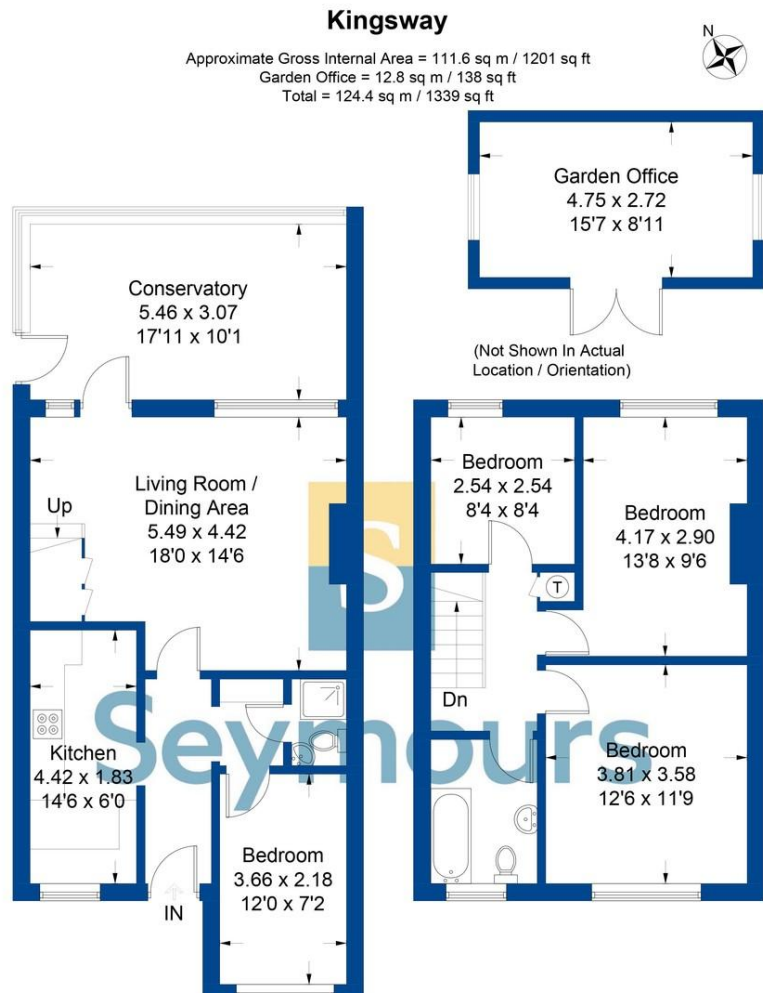 Kingsway
Approximate Gross Internal Area = 111.6 sq m / 1201 sq ft
Garden Office = 12.8 sq m / 138 sq ft
Total = 124.4 sq m / 1339 sq ft
N
Garden Office
4.75 x 2.72
15'7 x 8'11
(Not Shown In Actual
Location / Orientation)
Conservatory
5.46 x 3.07
17'11 x 10'1
Living Room /
Dining Area
5.49 x 4.42
18'0 x 14'6
Up
Kitchen
4.42 x 1.83
14'6 x 6'0
IN
Bedroom
3.66 x 2.18
12'0 x 7'2
Bedroom
2.54 x 2.54
8'4 x 8'4
Bedroom
4.17 x 2.90
13'8 x 9'6
T
Dn
Bedroom
3.81 x 3.58
12'6 x 11'9
S
Seymours